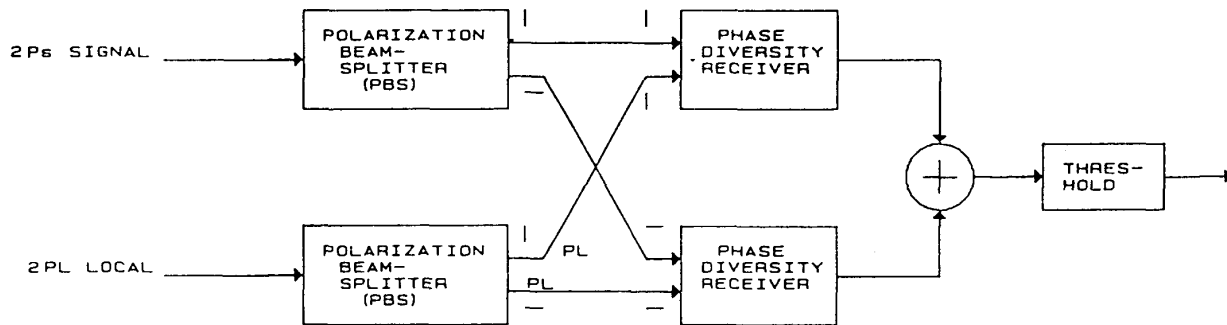 2Ps SIGNAL
POLARIZATION
BEAM-
SPLITTER
(PBS)
PHASE
DIVERSITY
RECEIVER
THRES-
HOLD
2PL LOCAL
POLARIZATION
BEAM-
SPLITTER
(PBS)
PL
PL
PHASE
DIVERSITY
RECEIVER